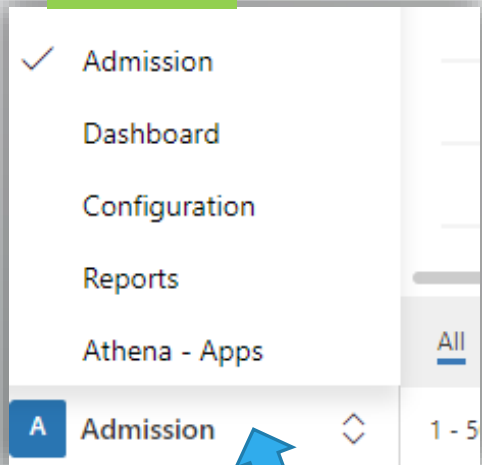 Admission
Dashboard
Configuration
Reports
Athena - Apps
All
A Admission 1 - 5